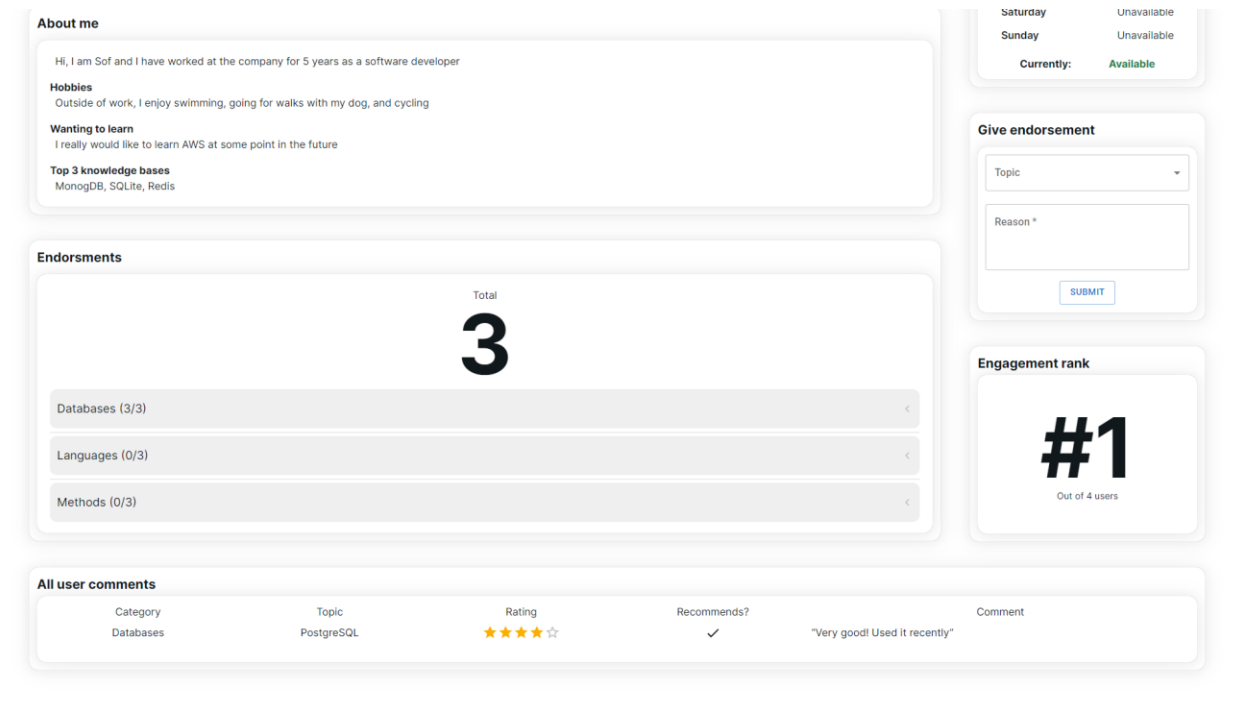 About me
Hi, I am Sof and I have worked at the company for 5 years as a software developer
Hobbies
Outside of work, I enjoy swimming, going for walks with my dog, and cycling
Wanting to learn
I really would like to learn AWS at some point in the future
Top 3 knowledge bases
MonogDB, SQLite, Redis
Endorsments
Total
3
Databases (3/3)
Languages (0/3)
Methods (0/3)
Saturday Unavailable
Sunday Unavailable
Currently: Available
Give endorsement
Topic
Reason *
SUBMIT
Engagement rank
#1
Out of 4 users
All user comments
Category Topic Rating Recommends? Comment
Databases PostgreSQL "Very good! Used it recently"